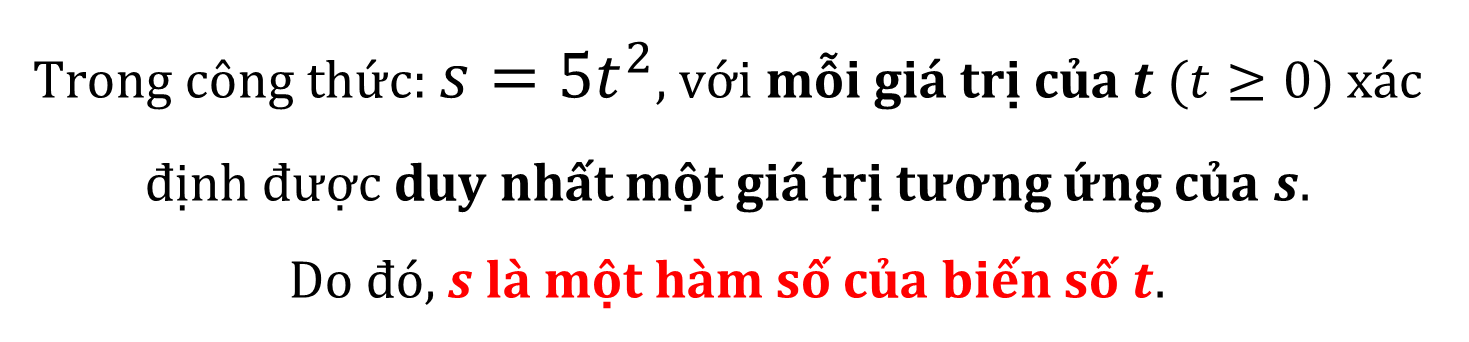 Trong công thức: s = 5t², với mỗi giá trị của t (t ≥ 0) xác
định được duy nhất một giá trị tương ứng của s.
Do đó, s là một hàm số của biến số t.